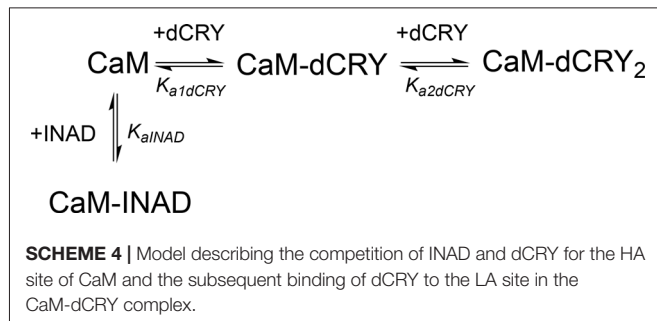 +dCRY +dCRY
CaM CaM-dCRY CaM-dCRY₂
Kₐ₁dCRY Kₐ₂dCRY
+INAD KₐINAD
CaM-INAD
SCHEME 4 | Model describing the competition of INAD and dCRY for the HA
site of CaM and the subsequent binding of dCRY to the LA site in the
CaM-dCRY complex.